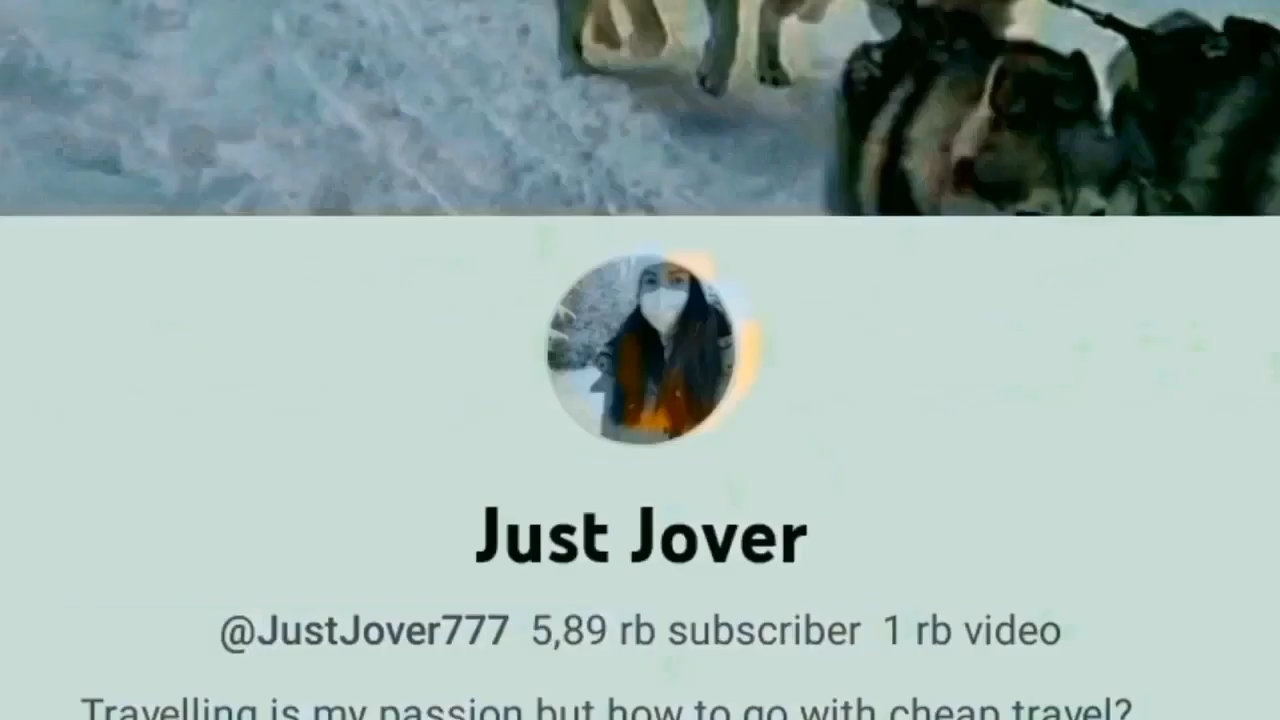 Just Jover
@JustJover777 5,89 rb subscriber 1 rb video
Travelling is my passion but how to go with cheap travel?